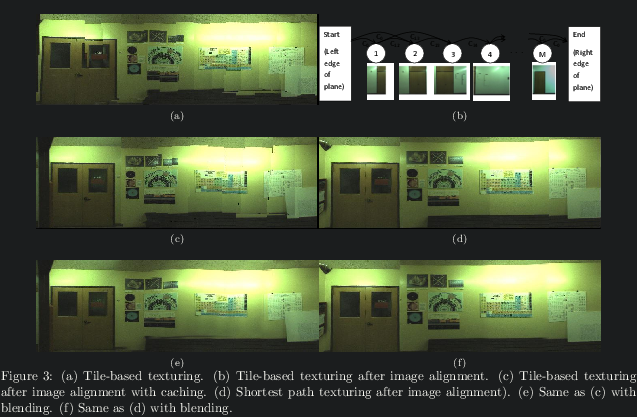 Start
(Left
edge
of
plane)
1
2
3
4
M
End
(Right
edge
of
plane)
(a)
(b)
(c)
(d)
(e)
(f)
Figure 3: (a) Tile-based texturing. (b) Tile-based texturing after image alignment. (c) Tile-based texturing
after image alignment with caching. (d) Shortest path texturing after image alignment). (e) Same as (c) with
blending. (f) Same as (d) with blending.